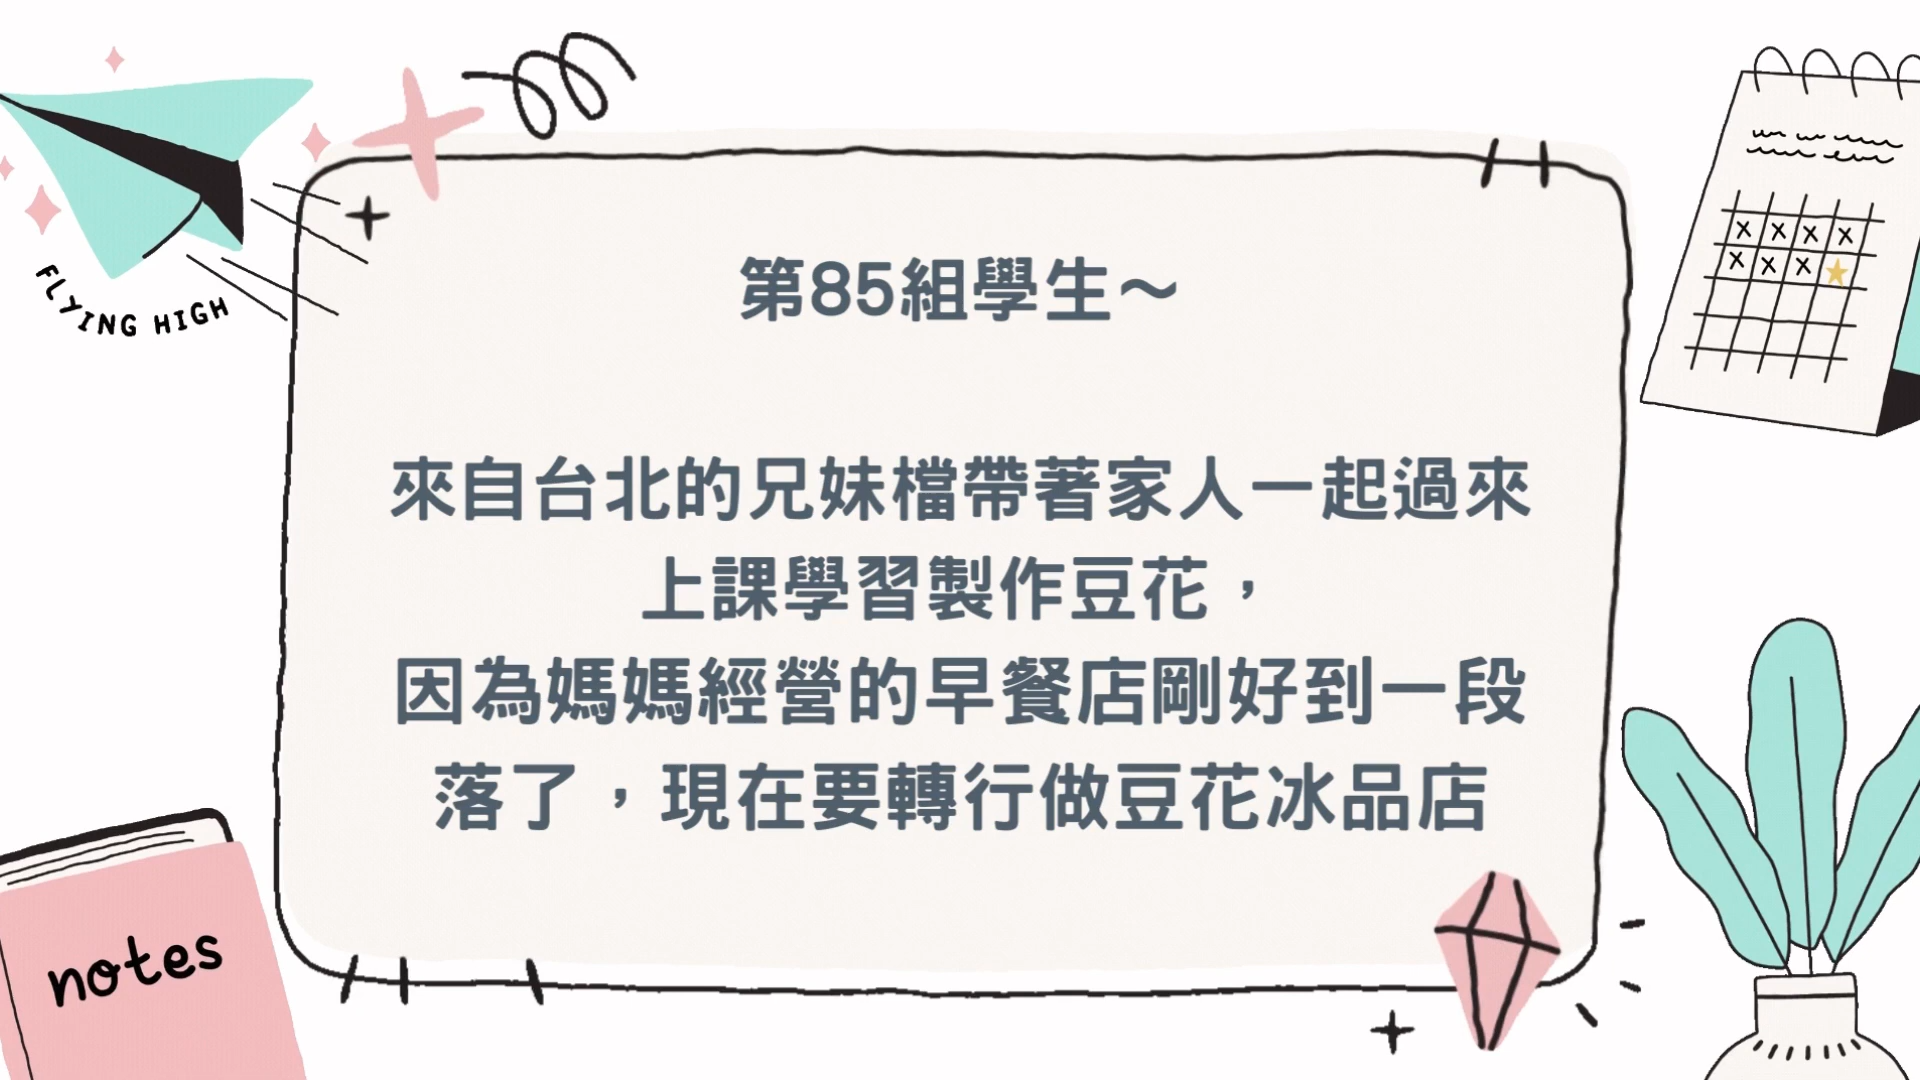 FLYING HIGH
第85組學生～
來自台北的兄妹檔帶著家人一起過來
上課學習製作豆花，
因為媽媽經營的早餐店剛好到一段
落了，現在要轉行做豆花冰品店
notes